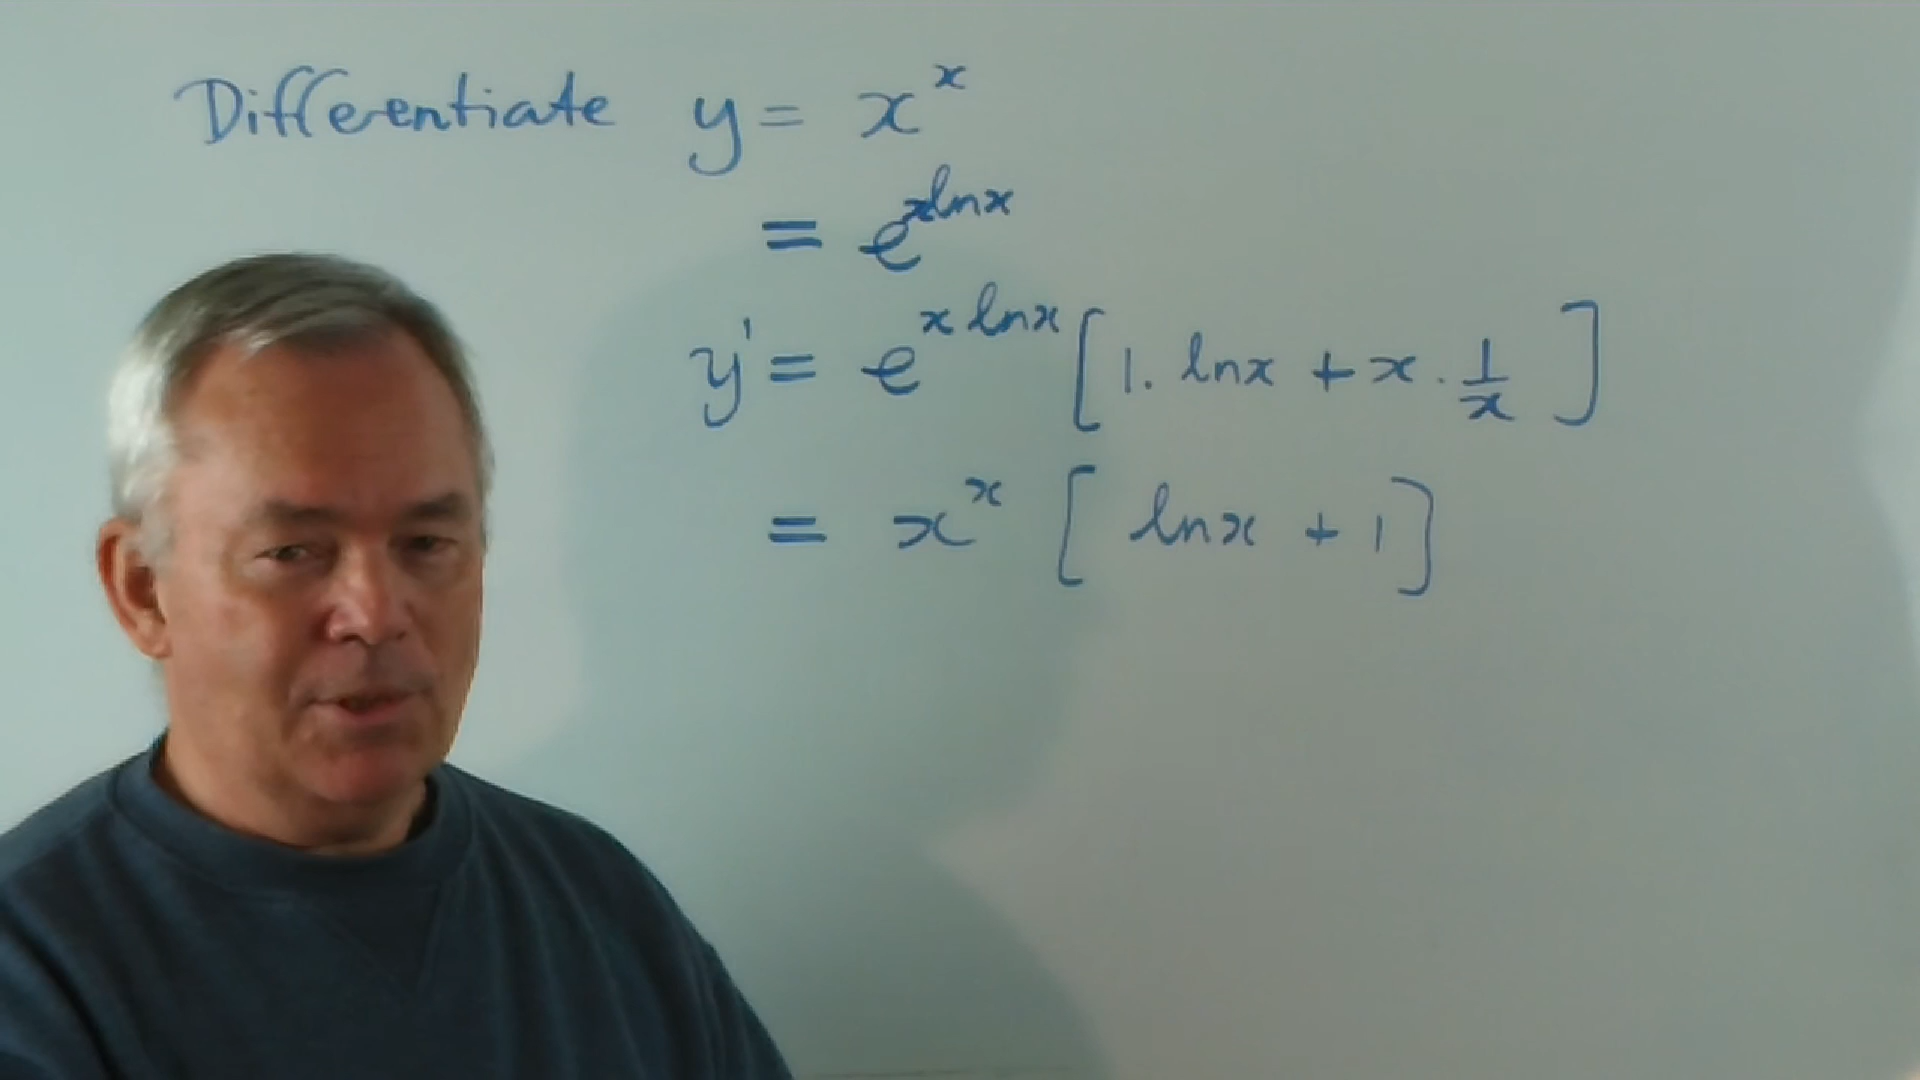 Differentiate y = x^x
= e^{x ln x}
y' = e^{x ln x} [1. ln x + x . 1/x ]
= x^x [ ln x + 1 ]